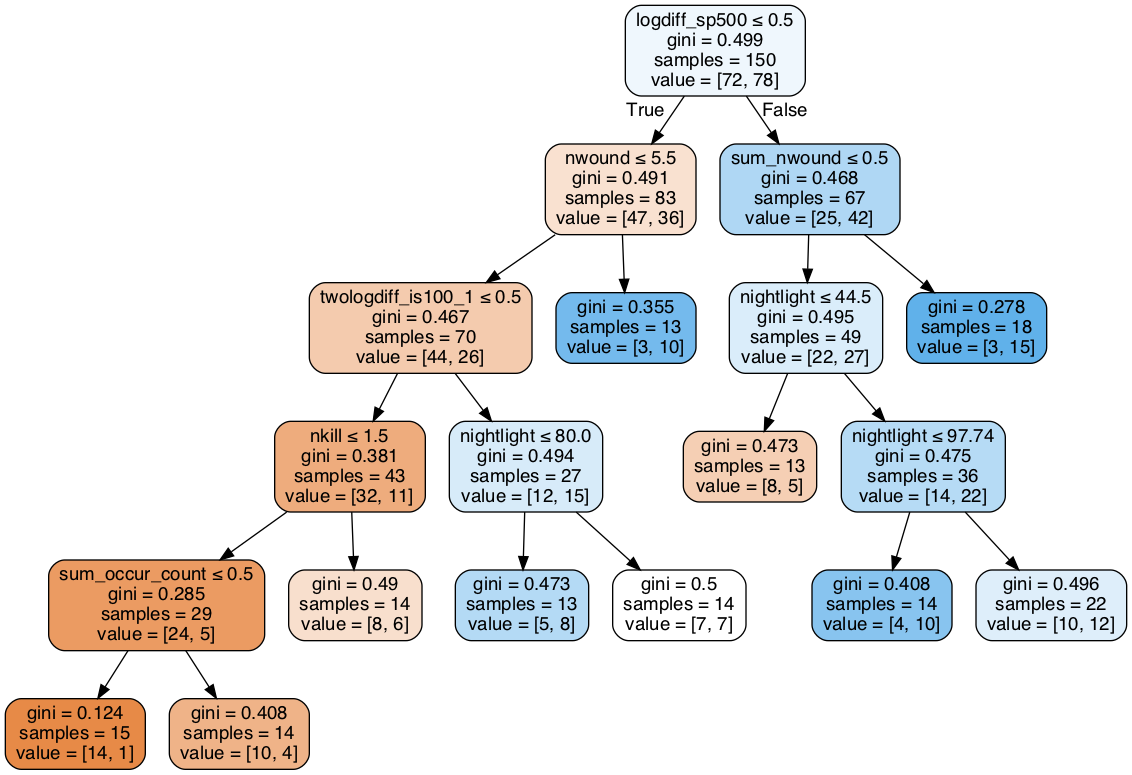 logdiff_sp500 ≤ 0.5
gini = 0.499
samples = 150
value = [72, 78]
True
False
nwound ≤ 5.5
gini = 0.491
samples = 83
value = [47, 36]
sum_nwound ≤ 0.5
gini = 0.468
samples = 67
value = [25, 42]
twologdiff_is100_1 ≤ 0.5
gini = 0.467
samples = 70
value = [44, 26]
gini = 0.355
samples = 13
value = [3, 10]
nightlight ≤ 44.5
gini = 0.495
samples = 49
value = [22, 27]
gini = 0.278
samples = 18
value = [3, 15]
nkill ≤ 1.5
gini = 0.381
samples = 43
value = [32, 11]
nightlight ≤ 80.0
gini = 0.494
samples = 27
value = [12, 15]
gini = 0.473
samples = 13
value = [8, 5]
nightlight ≤ 97.74
gini = 0.475
samples = 36
value = [14, 22]
sum_occur_count ≤ 0.5
gini = 0.285
samples = 29
value = [24, 5]
gini = 0.49
samples = 14
value = [8, 6]
gini = 0.473
samples = 13
value = [5, 8]
gini = 0.5
samples = 14
value = [7, 7]
gini = 0.408
samples = 14
value = [4, 10]
gini = 0.496
samples = 22
value = [10, 12]
gini = 0.124
samples = 15
value = [14, 1]
gini = 0.408
samples = 14
value = [10, 4]